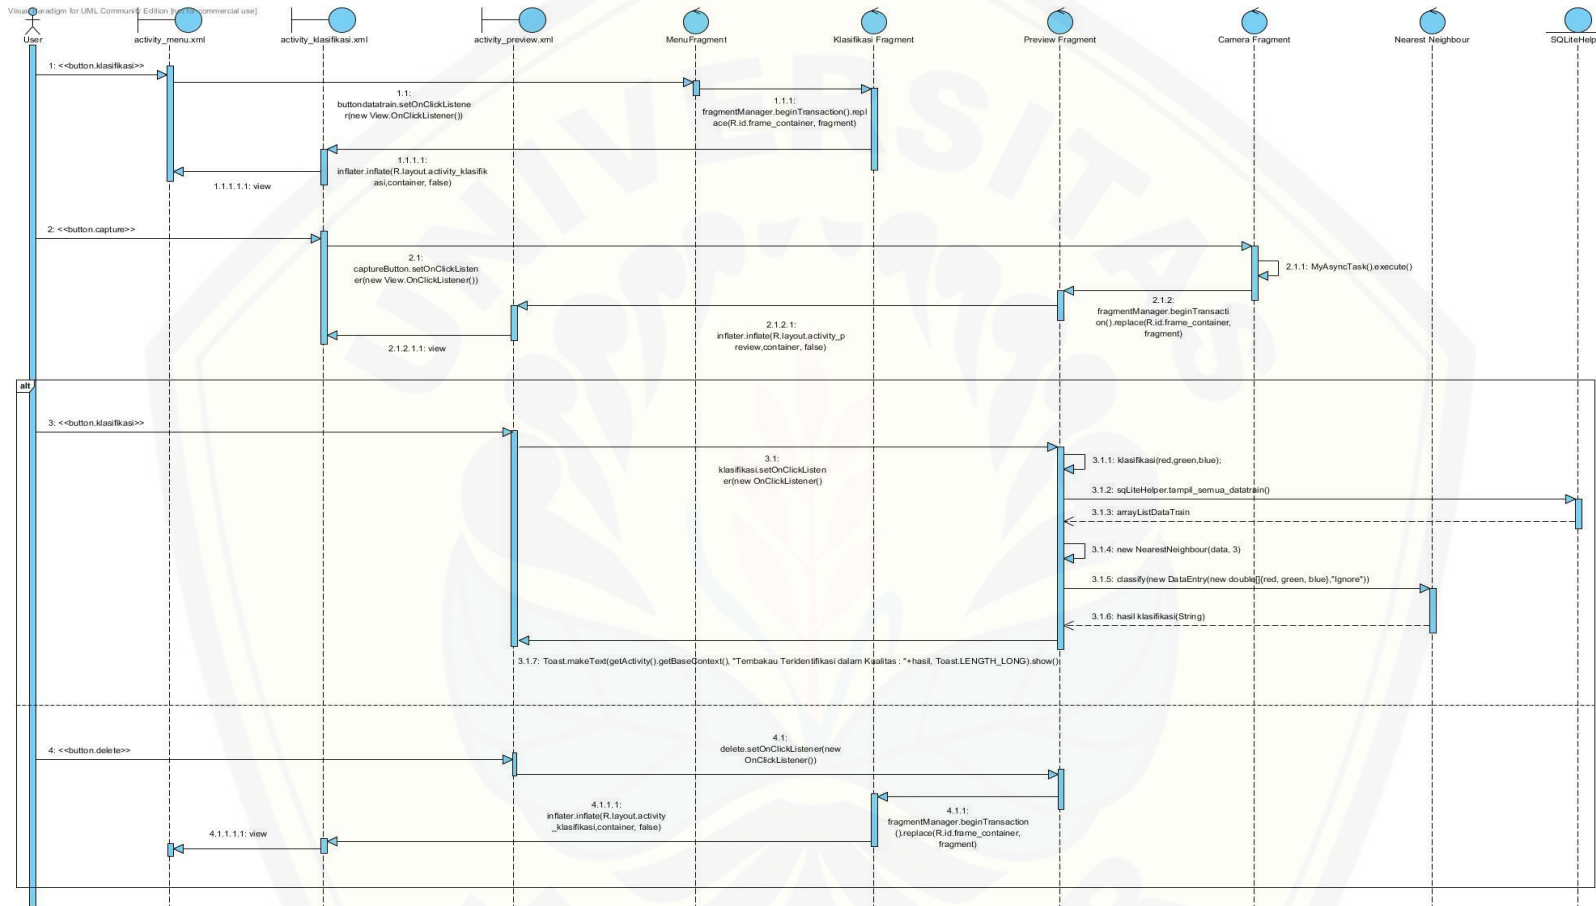 Visual Paradigm for UML Community Edition [not for commercial use]
User
activity_menu.xml
activity_klasifikasi.xml
activity_preview.xml
MenuFragment
Klasifikasi Fragment
Preview Fragment
Camera Fragment
Nearest Neighbour
SQLiteHelp
1: <<button.klasifikasi>>
1.1:
buttondatatrain.setOnClickListene
r(new View.OnClickListener())
1.1.1:
fragmentManager.beginTransaction().repl
ace(R.id.frame_container, fragment)
1.1.1.1:
inflater.inflate(R.layout.activity_klasifik
asi,container, false)
1.1.1.1.1: view
2: <<button.capture>>
2.1:
captureButton.setOnClickListen
er(new View.OnClickListener())
2.1.1: MyAsyncTask().execute()
2.1.2:
fragmentManager.beginTransacti
on().replace(R.id.frame_container,
fragment)
2.1.2.1:
inflater.inflate(R.layout.activity_p
review,container, false)
2.1.2.1.1: view
alt
3: <<button.klasifikasi>>
3.1:
klasifikasi.setOnClickListen
er(new OnClickListener()
3.1.1: klasifikasi(red,green,blue);
3.1.2: sqLiteHelper.tampil_semua_datatrain()
3.1.3: arrayListDataTrain
3.1.4: new NearestNeighbour(data, 3)
3.1.5: classify(new DataEntry(new double[]{red, green, blue},"Ignore"))
3.1.6: hasil klasifikasi(String)
3.1.7: Toast.makeText(getActivity().getBaseContext(), "Tembakau Teridentifikasi dalam Kualitas : "+hasil, Toast.LENGTH_LONG).show()
4: <<button.delete>>
4.1:
delete.setOnClickListener(new
OnClickListener())
4.1.1:
fragmentManager.beginTransaction
().replace(R.id.frame_container,
fragment)
4.1.1.1:
inflater.inflate(R.layout.activity
_klasifikasi,container, false)
4.1.1.1.1: view
UNIVERSITAS